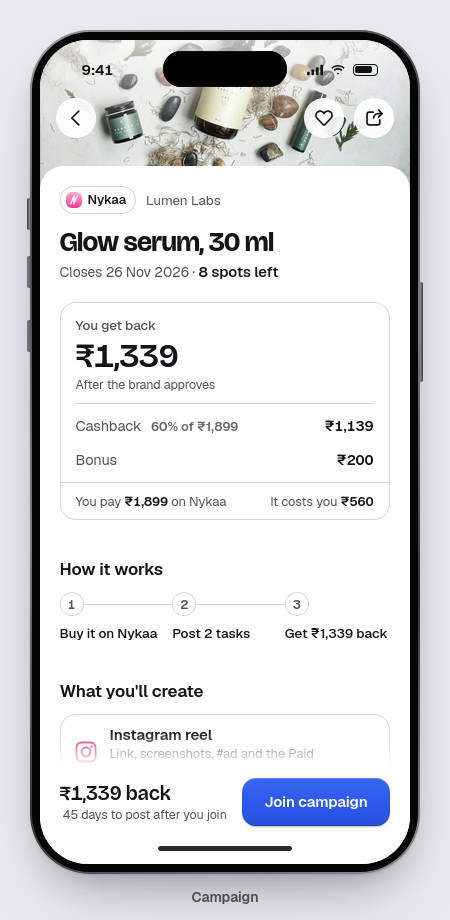 9:41
Nykaa
Lumen Labs
Glow serum, 30 ml
Closes 26 Nov 2026 · 8 spots left
You get back
₹1,339
After the brand approves
Cashback 60% of ₹1,899 ₹1,139
Bonus ₹200
You pay ₹1,899 on Nykaa It costs you ₹560
How it works
1 2 3
Buy it on Nykaa Post 2 tasks Get ₹1,339 back
What you'll create
Instagram reel
Link, screenshots, #ad and the Paid
₹1,339 back
45 days to post after you join
Join campaign
Campaign